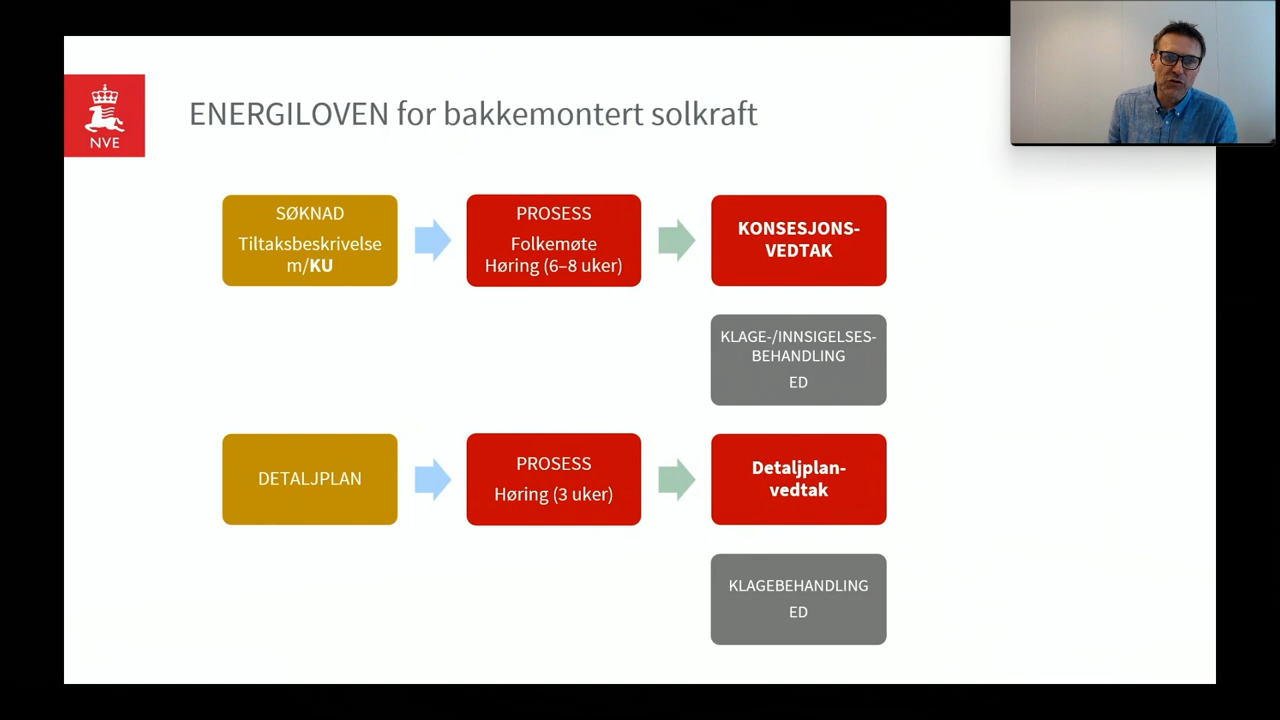 NVE
ENERGILOVEN for bakkemontert solkraft
SØKNAD
Tiltaksbeskrivelse
m/KU
PROSESS
Folkemøte
Høring (6–8 uker)
KONSESJONS-
VEDTAK
KLAGE-/INNSIGELSES-
BEHANDLING
ED
DETALJPLAN
PROSESS
Høring (3 uker)
Detaljplan-
vedtak
KLAGEBEHANDLING
ED